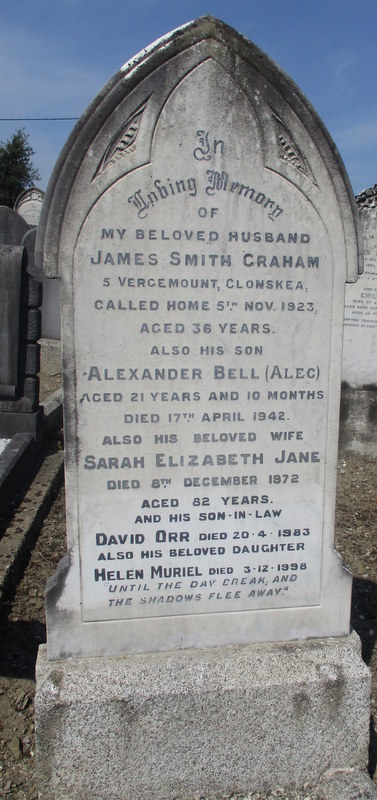 In
Loving Memory
OF
MY BELOVED HUSBAND
JAMES SMITH GRAHAM
5 VERGEMOUNT, CLONSKEA,
CALLED HOME 5TH NOV. 1923,
AGED 36 YEARS.
ALSO HIS SON
ALEXANDER BELL (ALEC)
AGED 21 YEARS AND 10 MONTHS
DIED 17TH APRIL 1942.
ALSO HIS BELOVED WIFE
SARAH ELIZABETH JANE
DIED 8TH DECEMBER 1972
AGED 82 YEARS.
AND HIS SON-IN-LAW
DAVID ORR DIED 20·4·1983
ALSO HIS BELOVED DAUGHTER
HELEN MURIEL DIED 3·12·1998
"UNTIL THE DAY BREAK, AND
THE SHADOWS FLEE AWAY."